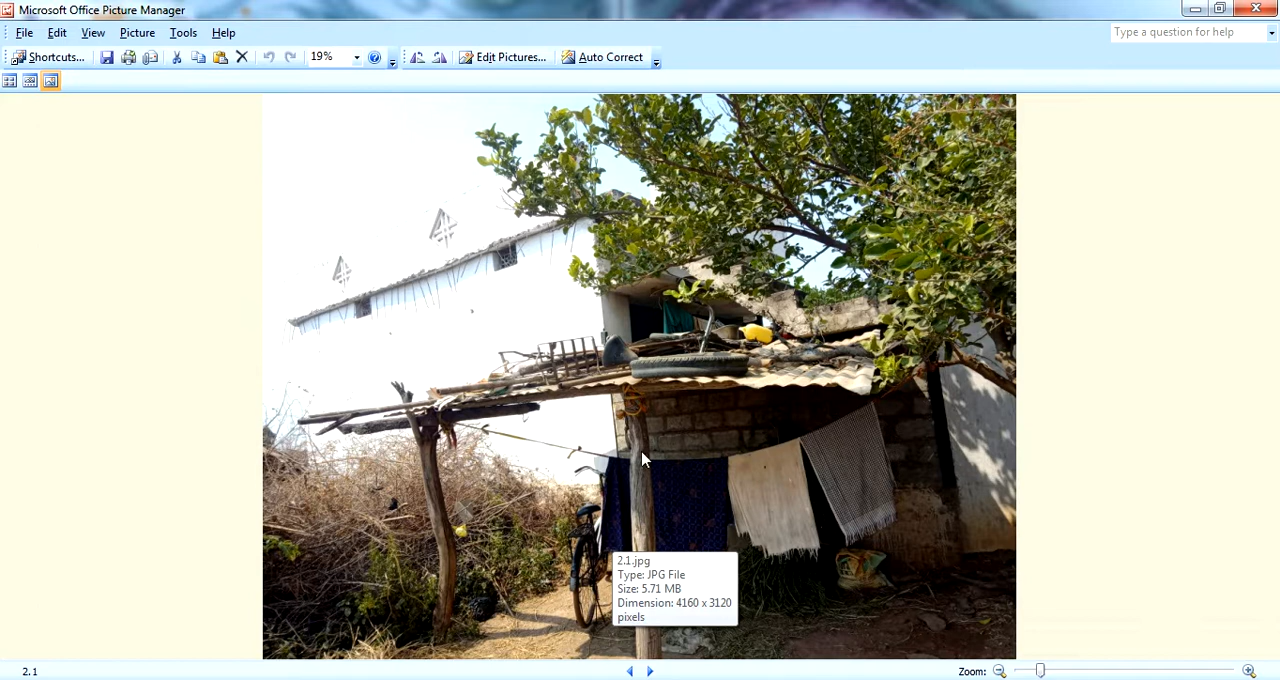 Microsoft Office Picture Manager
File Edit View Picture Tools Help
Type a question for help
Shortcuts... 19% Edit Pictures... Auto Correct
2.1.jpg
Type: JPG File
Size: 5.71 MB
Dimension: 4160 x 3120
pixels
2.1
Zoom: